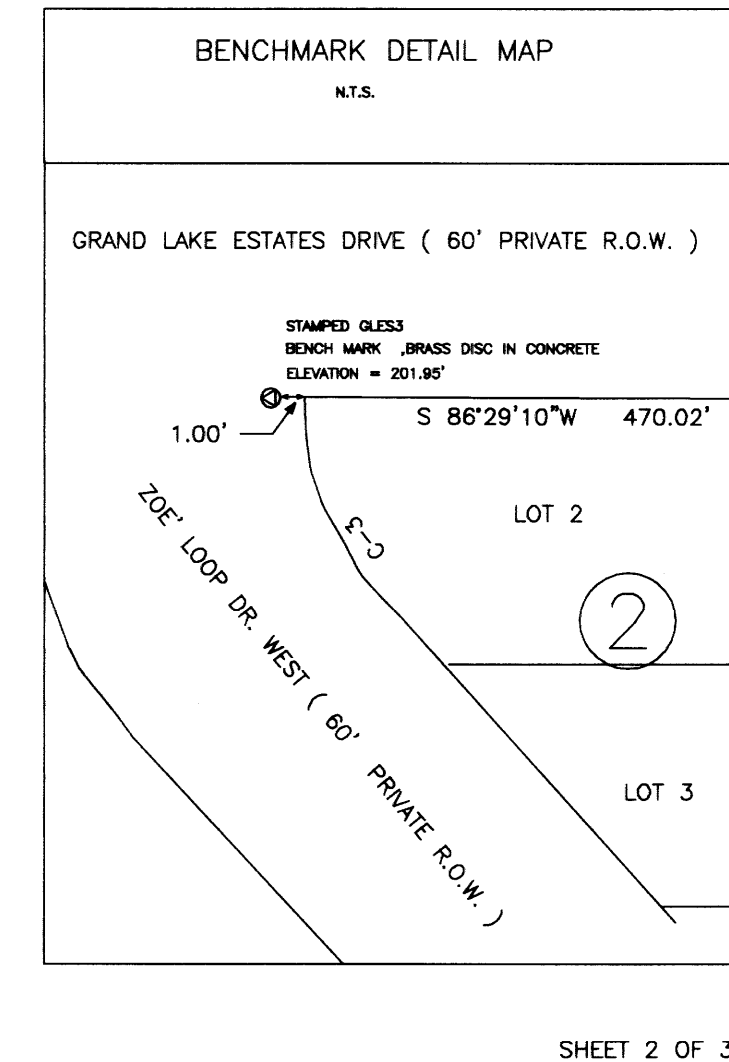 BENCHMARK DETAIL MAP
N.T.S.
GRAND LAKE ESTATES DRIVE ( 60' PRIVATE R.O.W. )
STAMPED GLES3
BENCH MARK ,BRASS DISC IN CONCRETE
ELEVATION = 201.95'
1.00'
S 86°29'10"W 470.02'
ZOE' LOOP DR. WEST ( 60' PRIVATE R.O.W. )
C-3
LOT 2
2
LOT 3
SHEET 2 OF 3